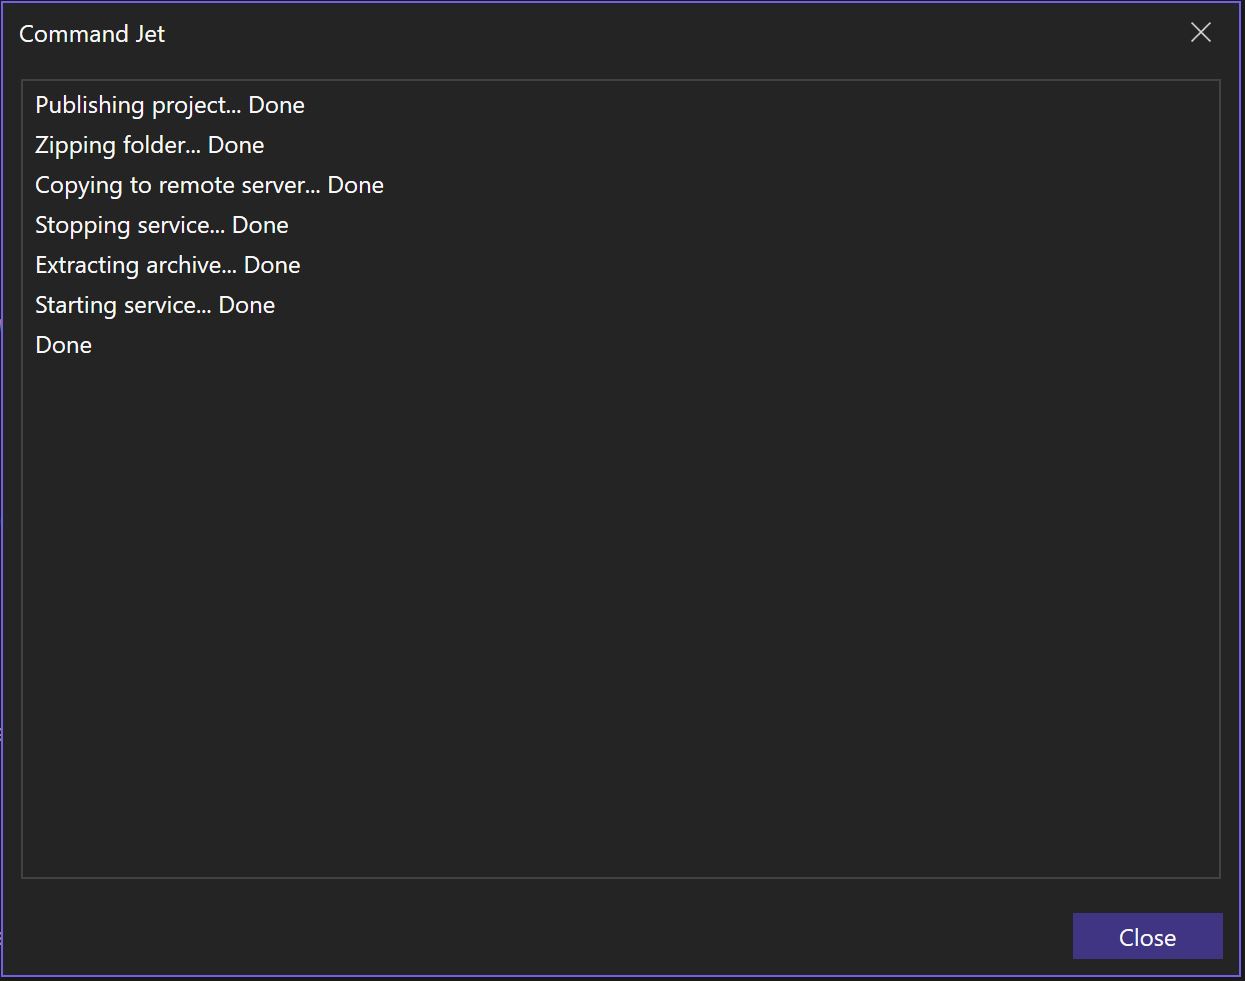 Command Jet
Publishing project... Done
Zipping folder... Done
Copying to remote server... Done
Stopping service... Done
Extracting archive... Done
Starting service... Done
Done
Close